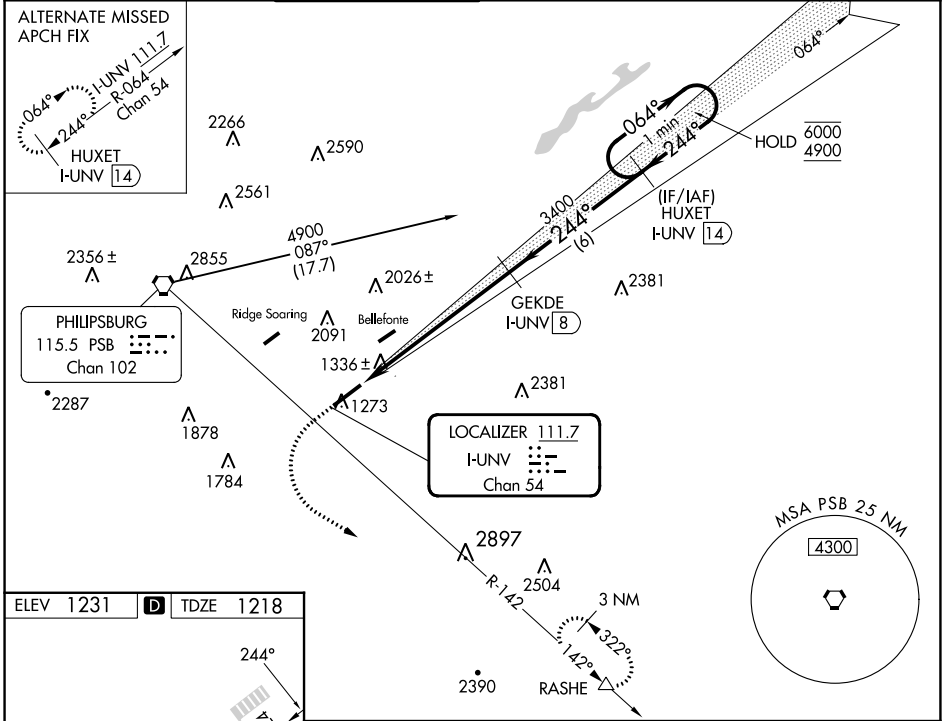 ALTERNATE MISSED
APCH FIX
I-UNV 111.7
R-064
Chan 54
064°
244°
HUXET
I-UNV 14
2266
2590
2561
4900
087°
(17.7)
2356 ±
2855
2026 ±
PHILIPSBURG
115.5 PSB
Chan 102
Ridge Soaring
2091
Bellefonte
1336 ±
2287
1878
1784
1273
064°
064°
1 min
244°
HOLD
6000
4900
3400
244°
(6)
(IF/IAF)
HUXET
I-UNV 14
GEKDE
I-UNV 8
2381
2381
LOCALIZER 111.7
I-UNV
Chan 54
2897
2504
R-142
3 NM
322°
142°
RASHE
2390
MSA PSB 25 NM
4300
ELEV 1231 D TDZE 1218
244°